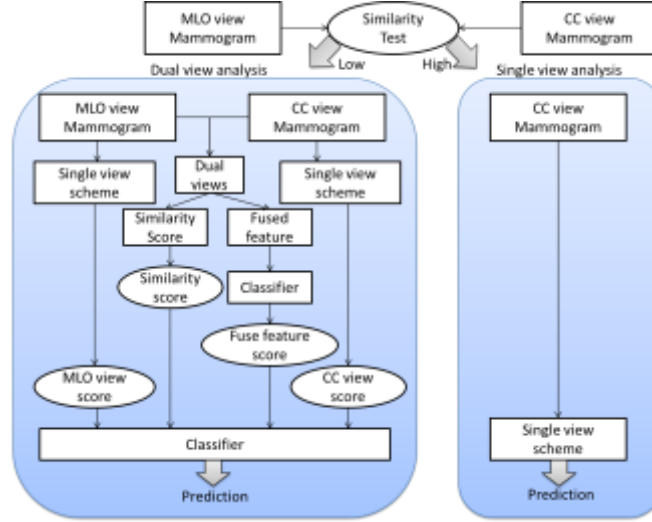 MLO view
Mammogram
Similarity
Test
CC view
Mammogram
Low
High
Dual view analysis
Single view analysis
MLO view
Mammogram
CC view
Mammogram
Single view
scheme
Dual
views
Single view
scheme
Similarity
Score
Fused
feature
Similarity
score
Classifier
Fuse feature
score
MLO view
score
CC view
score
Classifier
Prediction
CC view
Mammogram
Single view
scheme
Prediction